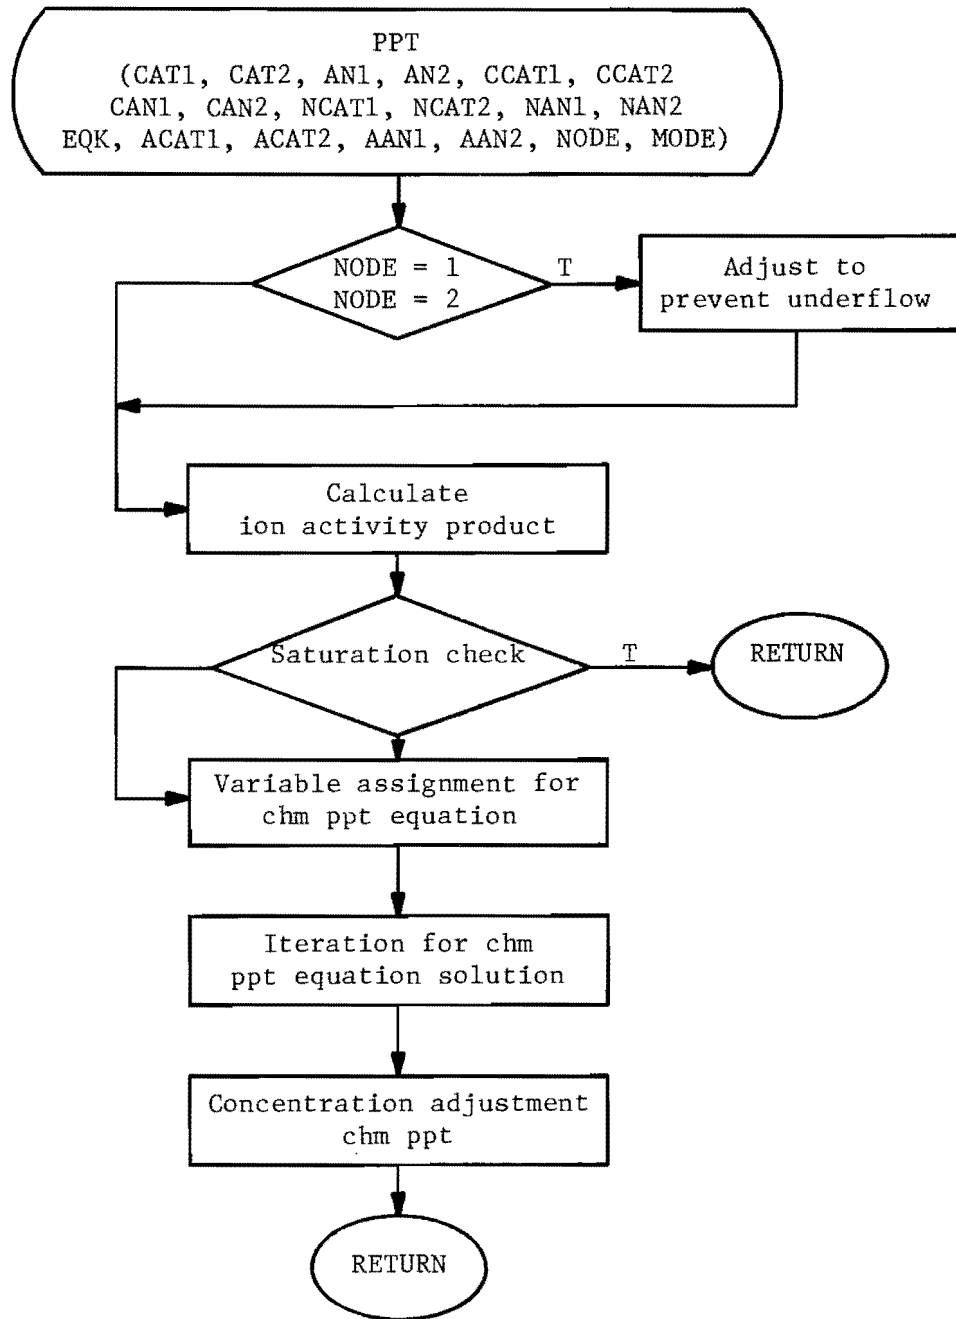 PPT
(CAT1, CAT2, AN1, AN2, CCAT1, CCAT2
CAN1, CAN2, NCAT1, NCAT2, NAN1, NAN2
EQK, ACAT1, ACAT2, AAN1, AAN2, NODE, MODE)
NODE = 1
NODE = 2
T
Adjust to
prevent underflow
Calculate
ion activity product
Saturation check
T
RETURN
Variable assignment for
chm ppt equation
Iteration for chm
ppt equation solution
Concentration adjustment
chm ppt
RETURN